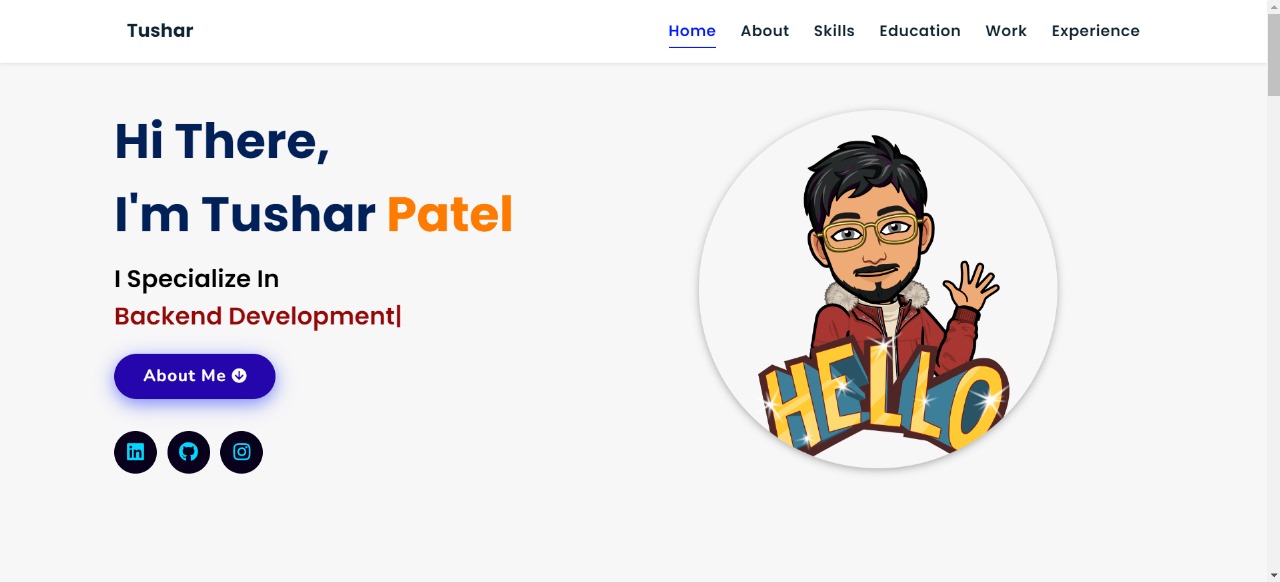 Tushar
Home About Skills Education Work Experience
Hi There,
I'm Tushar Patel
I Specialize In
Backend Development|
About Me
HELLO